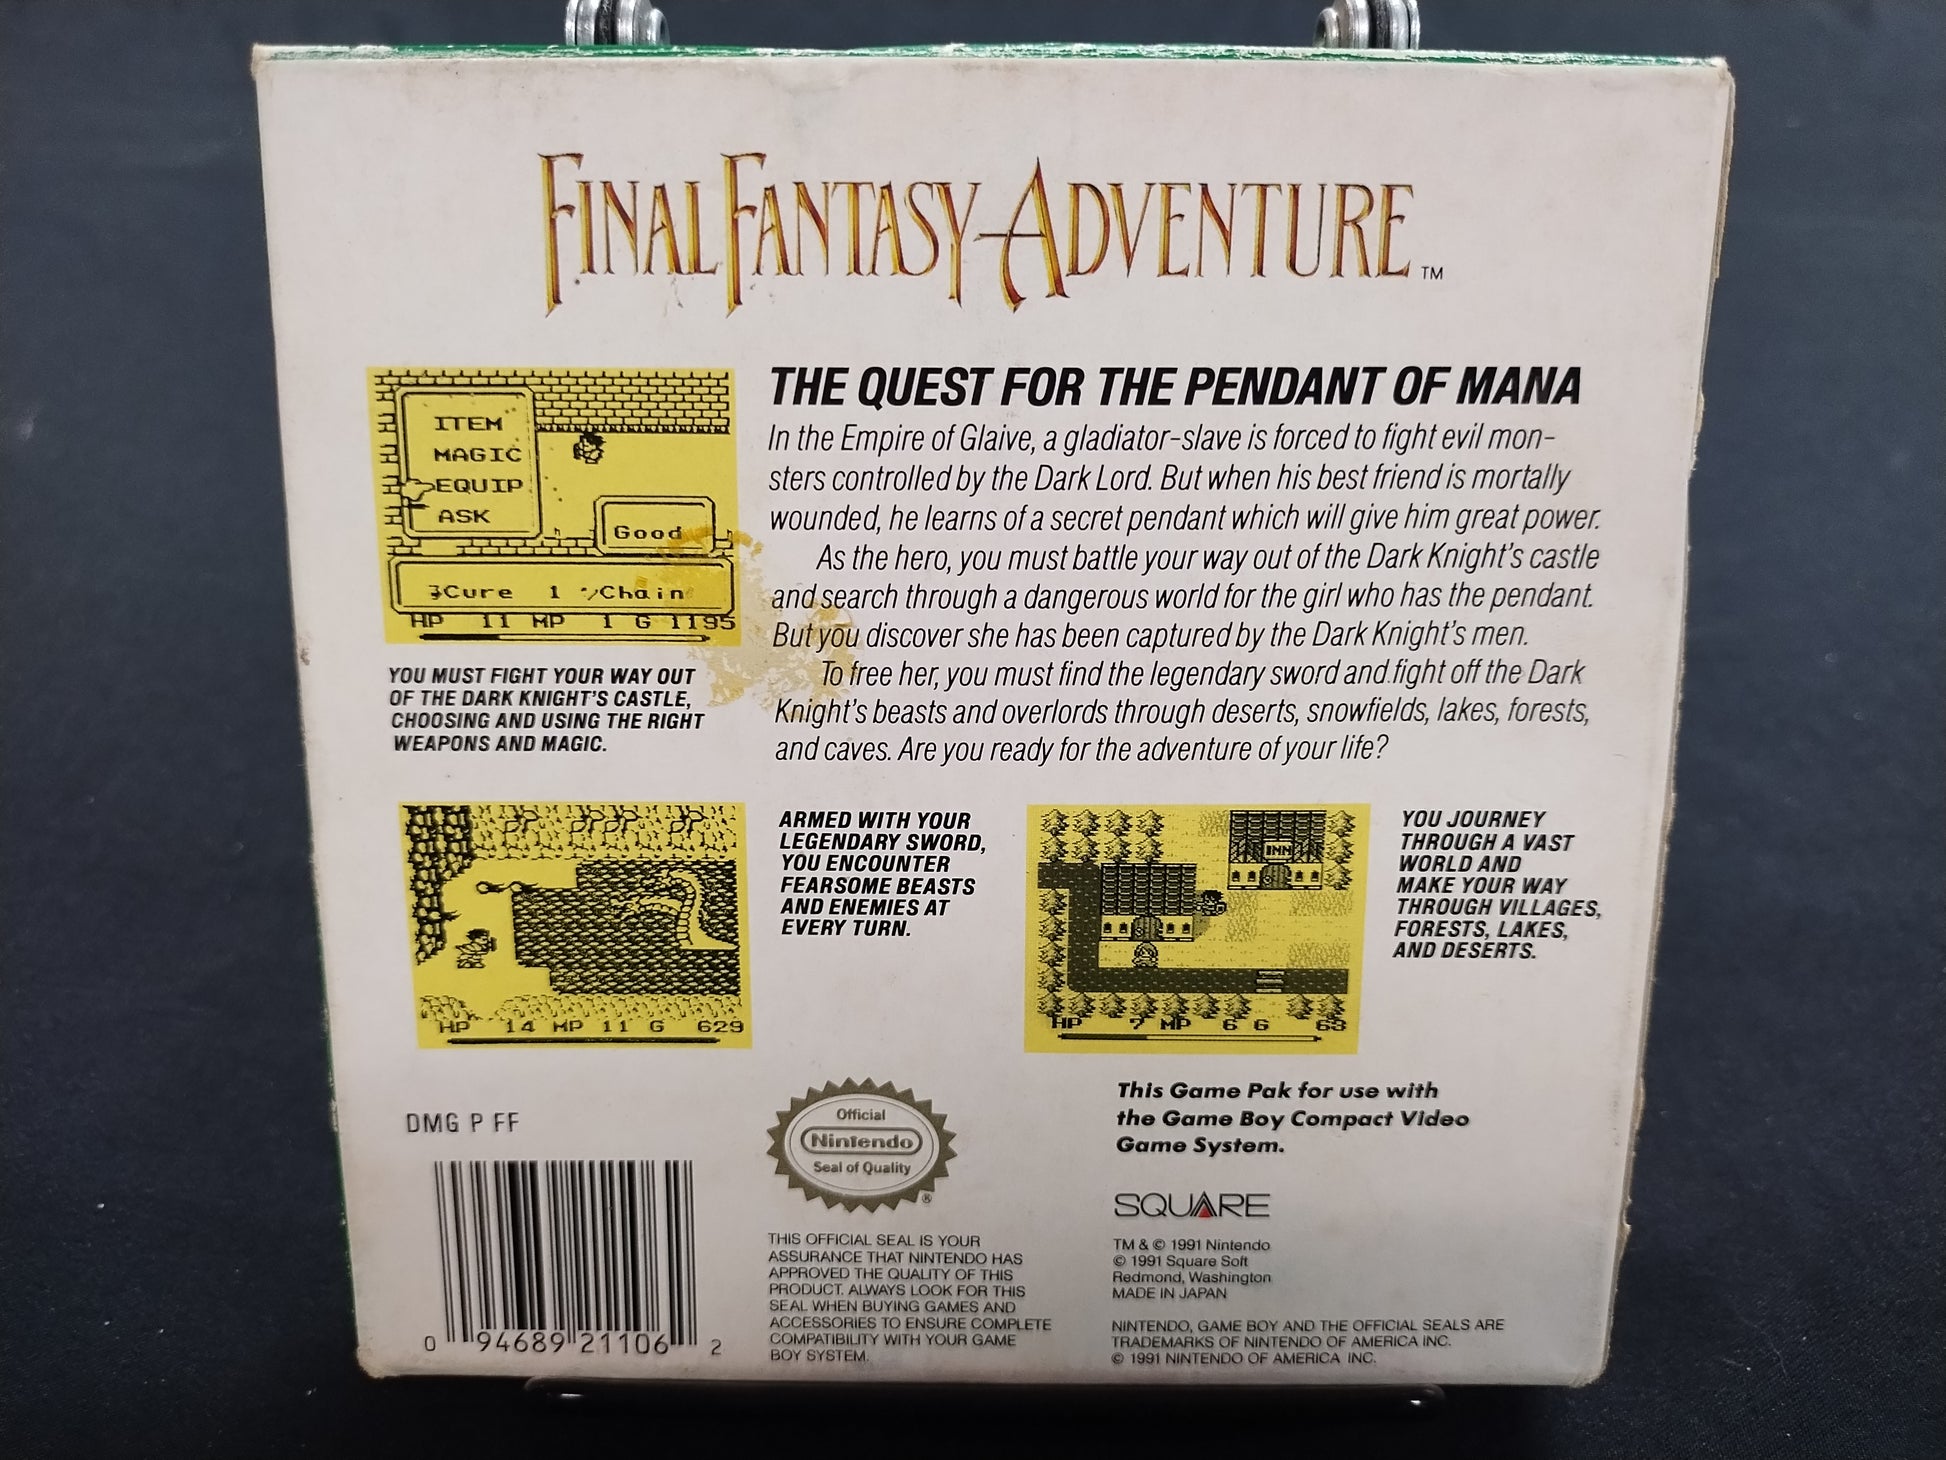 FINAL FANTASY ADVENTURE™
THE QUEST FOR THE PENDANT OF MANA
In the Empire of Glaive, a gladiator-slave is forced to fight evil mon-
sters controlled by the Dark Lord. But when his best friend is mortally
wounded, he learns of a secret pendant which will give him great power.
As the hero, you must battle your way out of the Dark Knight's castle
and search through a dangerous world for the girl who has the pendant.
But you discover she has been captured by the Dark Knight's men.
To free her, you must find the legendary sword and fight off the Dark
Knight's beasts and overlords through deserts, snowfields, lakes, forests,
and caves. Are you ready for the adventure of your life?
ITEM
MAGIC
EQUIP
ASK
Good
Cure 1 Chain
HP 11 MP 1 G 1195
YOU MUST FIGHT YOUR WAY OUT
OF THE DARK KNIGHT'S CASTLE,
CHOOSING AND USING THE RIGHT
WEAPONS AND MAGIC.
HP 14 MP 11 G 629
ARMED WITH YOUR
LEGENDARY SWORD,
YOU ENCOUNTER
FEARSOME BEASTS
AND ENEMIES AT
EVERY TURN.
INN
HP 7 MP 6 G 63
YOU JOURNEY
THROUGH A VAST
WORLD AND
MAKE YOUR WAY
THROUGH VILLAGES,
FORESTS, LAKES,
AND DESERTS.
DMG P FF
0 94689 21106 2
Official
Nintendo
Seal of Quality
®
THIS OFFICIAL SEAL IS YOUR
ASSURANCE THAT NINTENDO HAS
APPROVED THE QUALITY OF THIS
PRODUCT. ALWAYS LOOK FOR THIS
SEAL WHEN BUYING GAMES AND
ACCESSORIES TO ENSURE COMPLETE
COMPATIBILITY WITH YOUR GAME
BOY SYSTEM.
This Game Pak for use with
the Game Boy Compact Video
Game System.
SQUARE
TM & © 1991 Nintendo
© 1991 Square Soft
Redmond, Washington
MADE IN JAPAN
NINTENDO, GAME BOY AND THE OFFICIAL SEALS ARE
TRADEMARKS OF NINTENDO OF AMERICA INC.
© 1991 NINTENDO OF AMERICA INC.